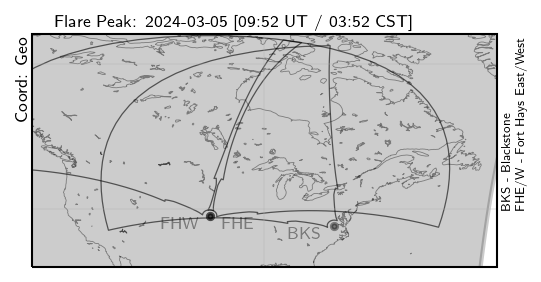 Flare Peak: 2024-03-05 [09:52 UT / 03:52 CST]
Coord: Geo
FHW
FHE
BKS
BKS - Blackstone
FHE/W - Fort Hays East/West